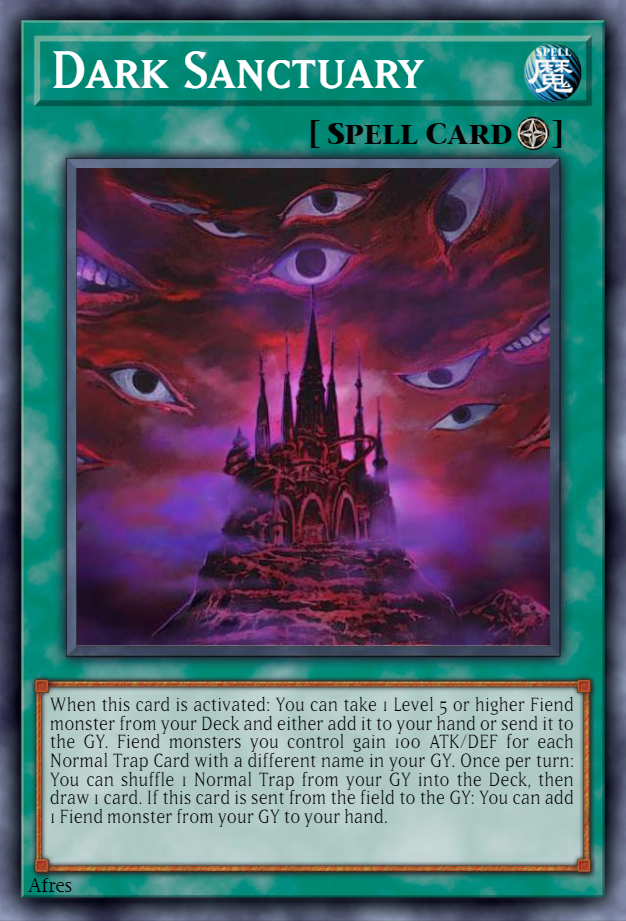 DARK SANCTUARY
SPELL
魔
[ SPELL CARD ]
When this card is activated: You can take 1 Level 5 or higher Fiend
monster from your Deck and either add it to your hand or send it to
the GY. Fiend monsters you control gain 100 ATK/DEF for each
Normal Trap Card with a different name in your GY. Once per turn:
You can shuffle 1 Normal Trap from your GY into the Deck, then
draw 1 card. If this card is sent from the field to the GY: You can add
1 Fiend monster from your GY to your hand.
Afres